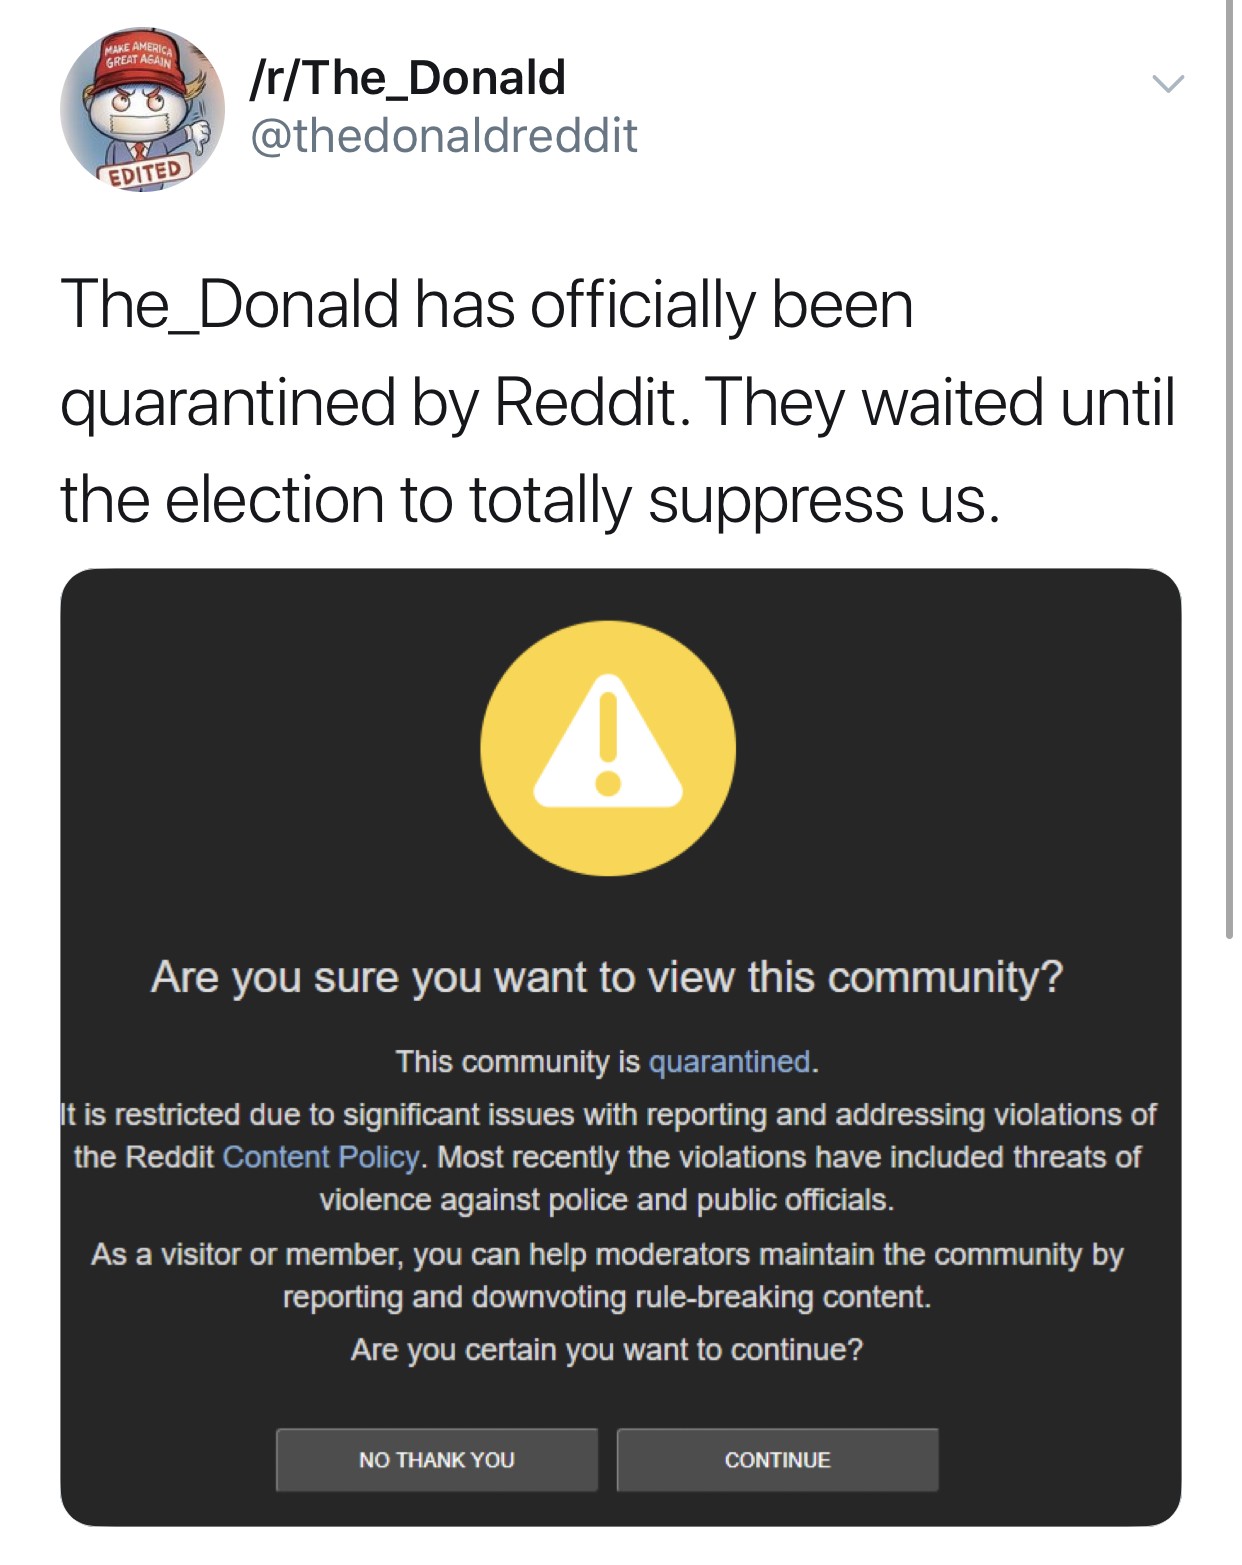 MAKE AMERICA
GREAT AGAIN
EDITED
/r/The_Donald
@thedonaldreddit
The_Donald has officially been
quarantined by Reddit. They waited until
the election to totally suppress us.
Are you sure you want to view this community?
This community is quarantined.
It is restricted due to significant issues with reporting and addressing violations of
the Reddit Content Policy. Most recently the violations have included threats of
violence against police and public officials.
As a visitor or member, you can help moderators maintain the community by
reporting and downvoting rule-breaking content.
Are you certain you want to continue?
NO THANK YOU
CONTINUE